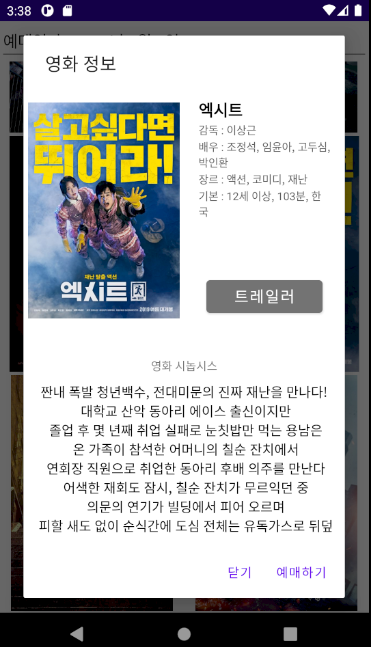 3:38
영화 정보
살고싶다면
뛰어라!
재난 탈출 액션
엑시트
엑시트
감독 : 이상근
배우 : 조정석, 임윤아, 고두심,
박인환
장르 : 액션, 코미디, 재난
기본 : 12세 이상, 103분, 한
국
트레일러
영화 시놉시스
짠내 폭발 청년백수, 전대미문의 진짜 재난을 만나다!
대학교 산악 동아리 에이스 출신이지만
졸업 후 몇 년째 취업 실패로 눈칫밥만 먹는 용남은
온 가족이 참석한 어머니의 칠순 잔치에서
연회장 직원으로 취업한 동아리 후배 의주를 만난다
어색한 재회도 잠시, 칠순 잔치가 무르익던 중
의문의 연기가 빌딩에서 피어 오르며
피할 새도 없이 순식간에 도심 전체는 유독가스로 뒤덮
닫기
예매하기